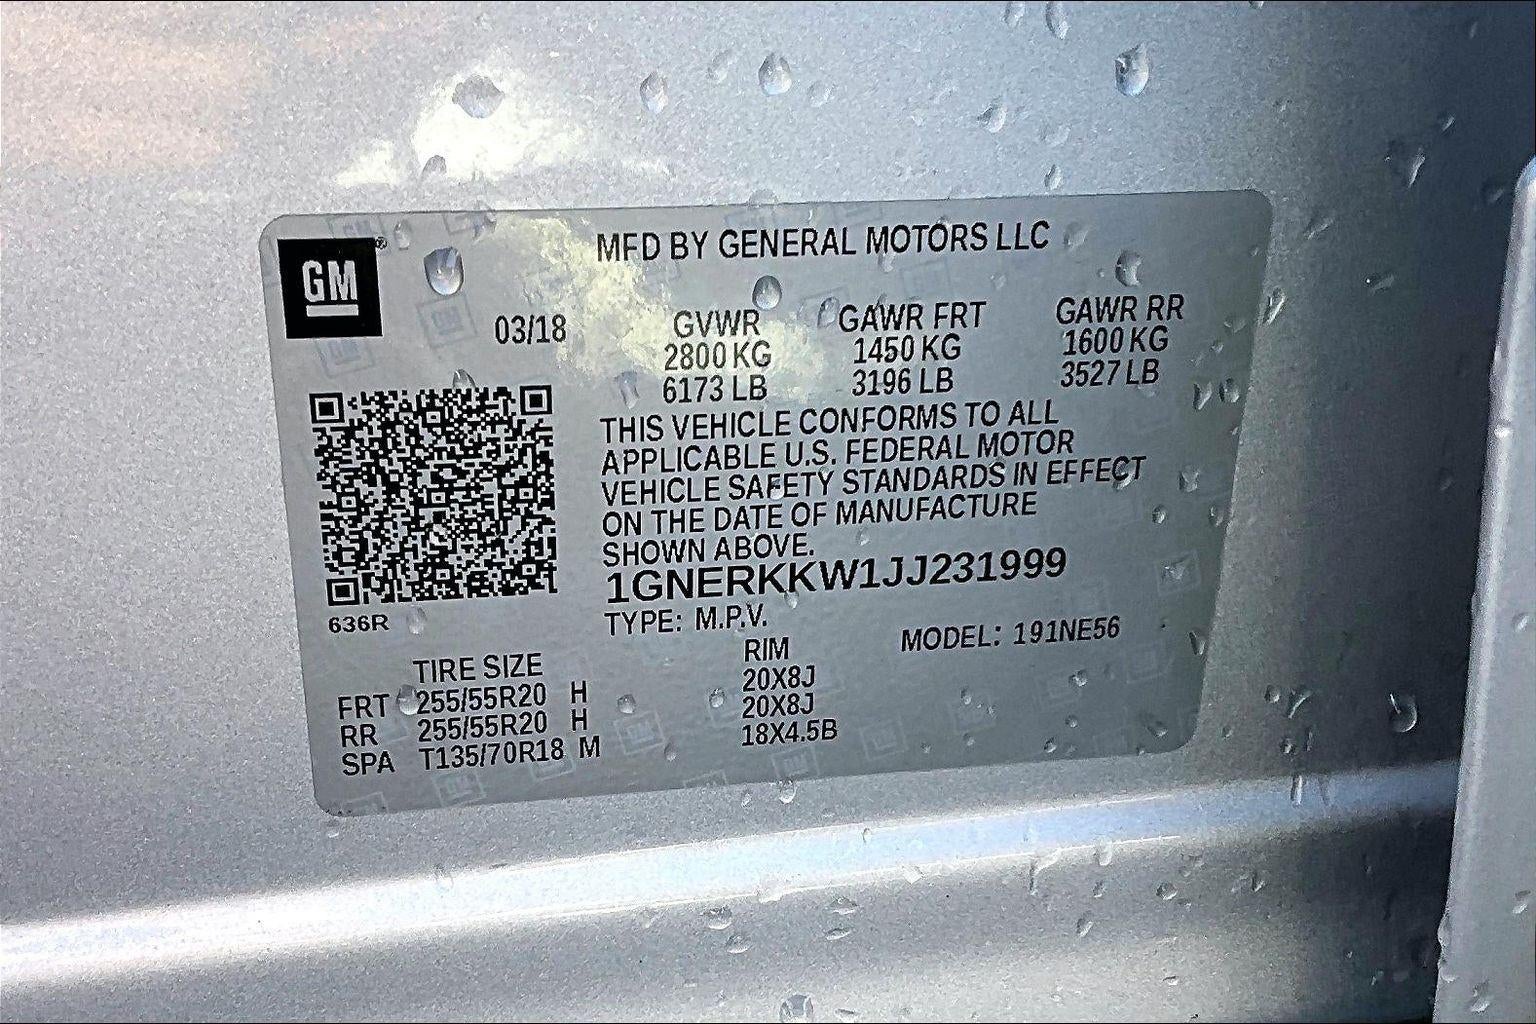 GM®
MFD BY GENERAL MOTORS LLC
03/18
GVWR GAWR FRT GAWR RR
2800 KG 1450 KG 1600 KG
6173 LB 3196 LB 3527 LB
THIS VEHICLE CONFORMS TO ALL
APPLICABLE U.S. FEDERAL MOTOR
VEHICLE SAFETY STANDARDS IN EFFECT
ON THE DATE OF MANUFACTURE
SHOWN ABOVE.
1GNERKKW1JJ231999
636R
TYPE: M.P.V. MODEL: 191NE56
TIRE SIZE RIM
FRT 255/55R20 H 20X8J
RR 255/55R20 H 20X8J
SPA T135/70R18 M 18X4.5B